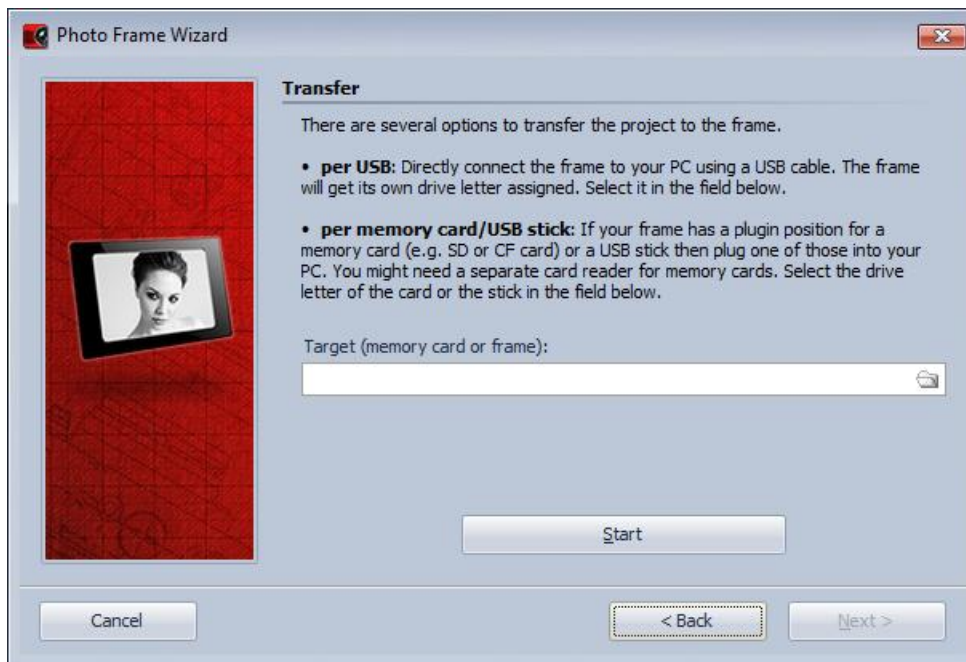 Photo Frame Wizard
Transfer
There are several options to transfer the project to the frame.
• per USB: Directly connect the frame to your PC using a USB cable. The frame
will get its own drive letter assigned. Select it in the field below.
• per memory card/USB stick: If your frame has a plugin position for a
memory card (e.g. SD or CF card) or a USB stick then plug one of those into your
PC. You might need a separate card reader for memory cards. Select the drive
letter of the card or the stick in the field below.
Target (memory card or frame):
Start
Cancel
< Back
Next >